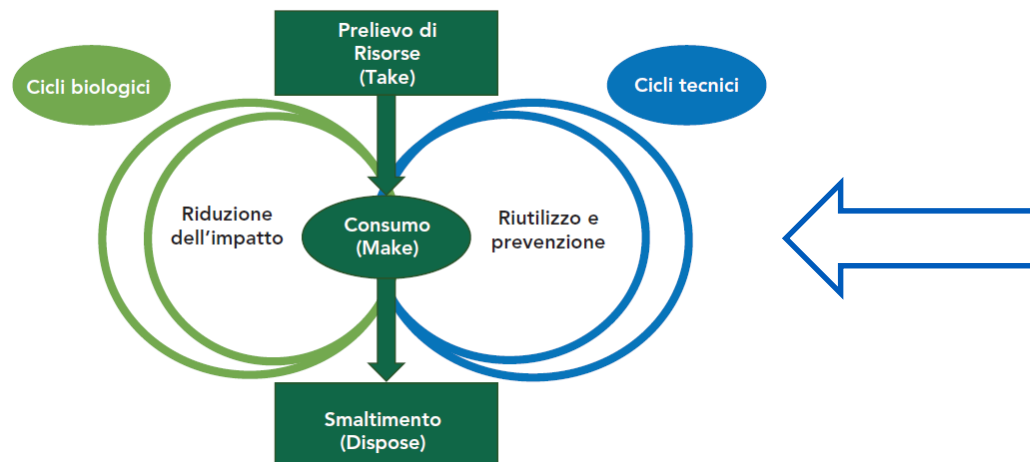 Prelievo di
Risorse
(Take)
Cicli biologici
Cicli tecnici
Riduzione
dell'impatto
Consumo
(Make)
Riutilizzo e
prevenzione
Smaltimento
(Dispose)